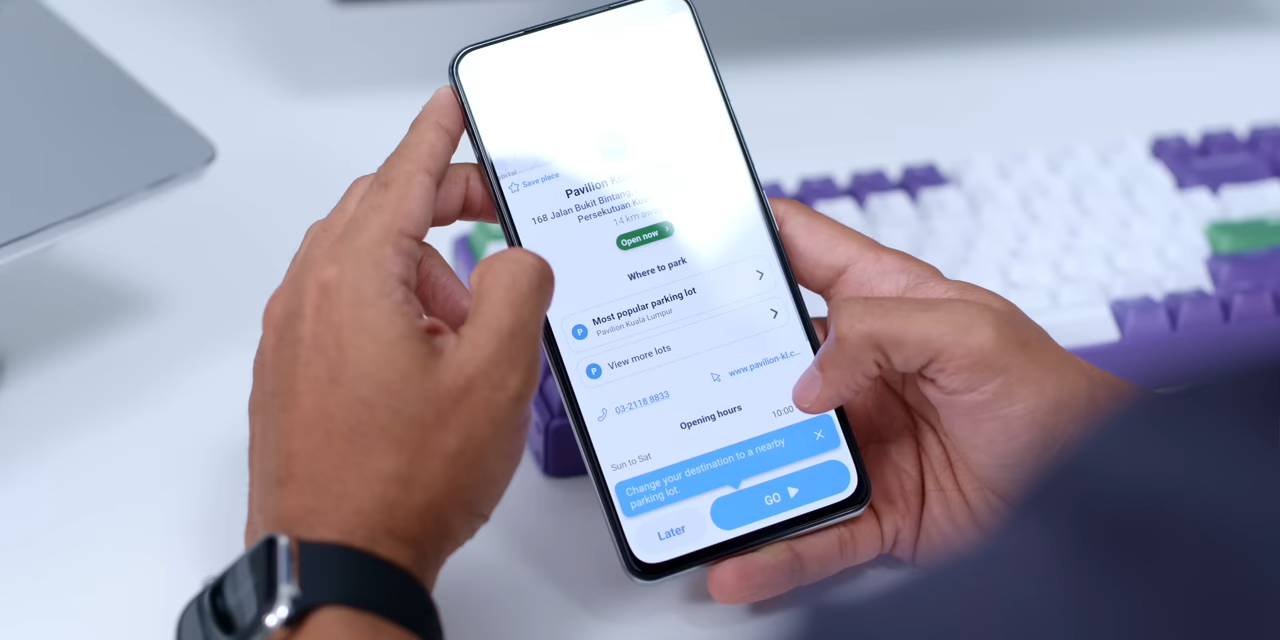 Save place
Pavilion
168 Jalan Bukit Bintang,
Persekutuan
14 km
Open now
Where to park
P
Most popular parking lot
Pavilion Kuala Lumpur
P
View more lots
03-2118 8833
www.pavilion-kl.c...
Opening hours
Sun to Sat
10:00
Change your destination to a nearby
parking lot.
Later
GO